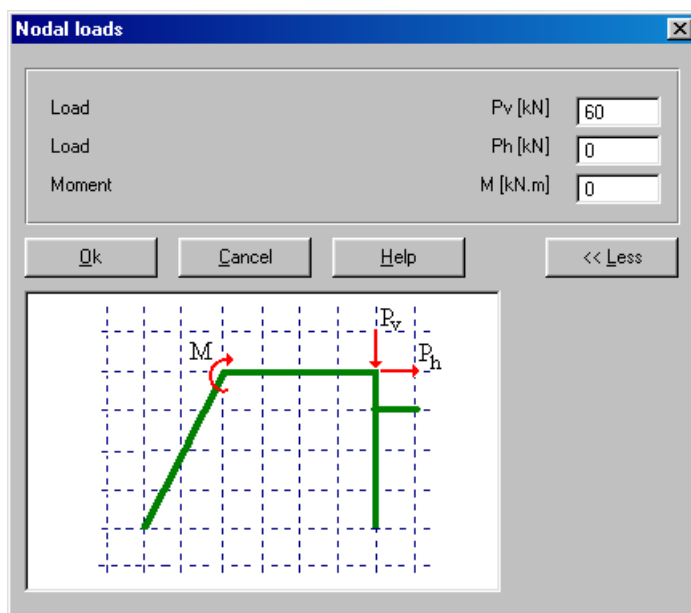 Nodal loads
Load Pv [kN] 60
Load Ph [kN] 0
Moment M [kN.m] 0
Ok Cancel Help << Less
Pv
M Ph